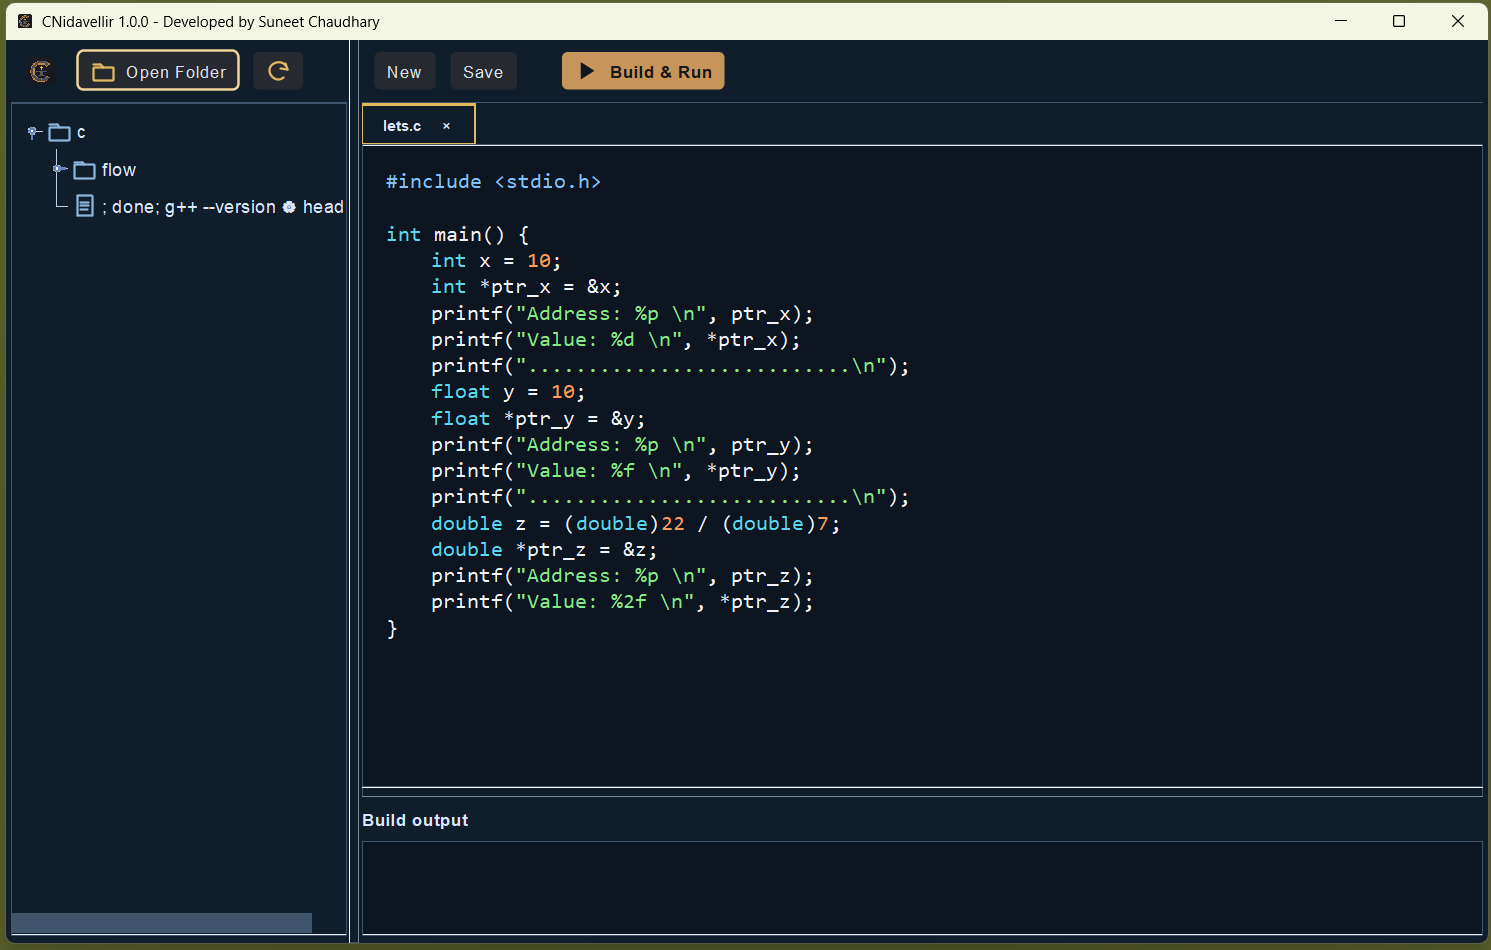 CNidavellir 1.0.0 - Developed by Suneet Chaudhary
Open Folder
New
Save
Build & Run
c
flow
; done; g++ --version
head
lets.c ×
#include <stdio.h>
int main() {
    int x = 10;
    int *ptr_x = &x;
    printf("Address: %p \n", ptr_x);
    printf("Value: %d \n", *ptr_x);
    printf("...........................\n");
    float y = 10;
    float *ptr_y = &y;
    printf("Address: %p \n", ptr_y);
    printf("Value: %f \n", *ptr_y);
    printf("...........................\n");
    double z = (double)22 / (double)7;
    double *ptr_z = &z;
    printf("Address: %p \n", ptr_z);
    printf("Value: %2f \n", *ptr_z);
}
Build output